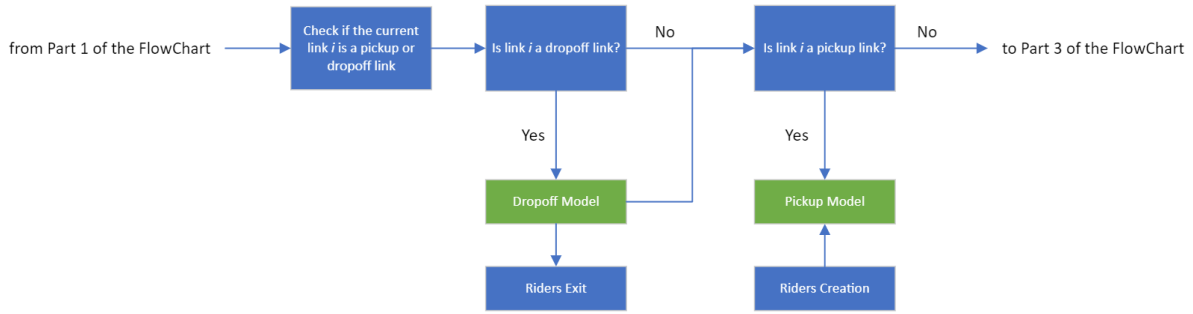 from Part 1 of the FlowChart
Check if the current
link i is a pickup or
dropoff link
Is link i a dropoff link?
No
Is link i a pickup link?
No
to Part 3 of the FlowChart
Yes
Yes
Dropoff Model
Pickup Model
Riders Exit
Riders Creation